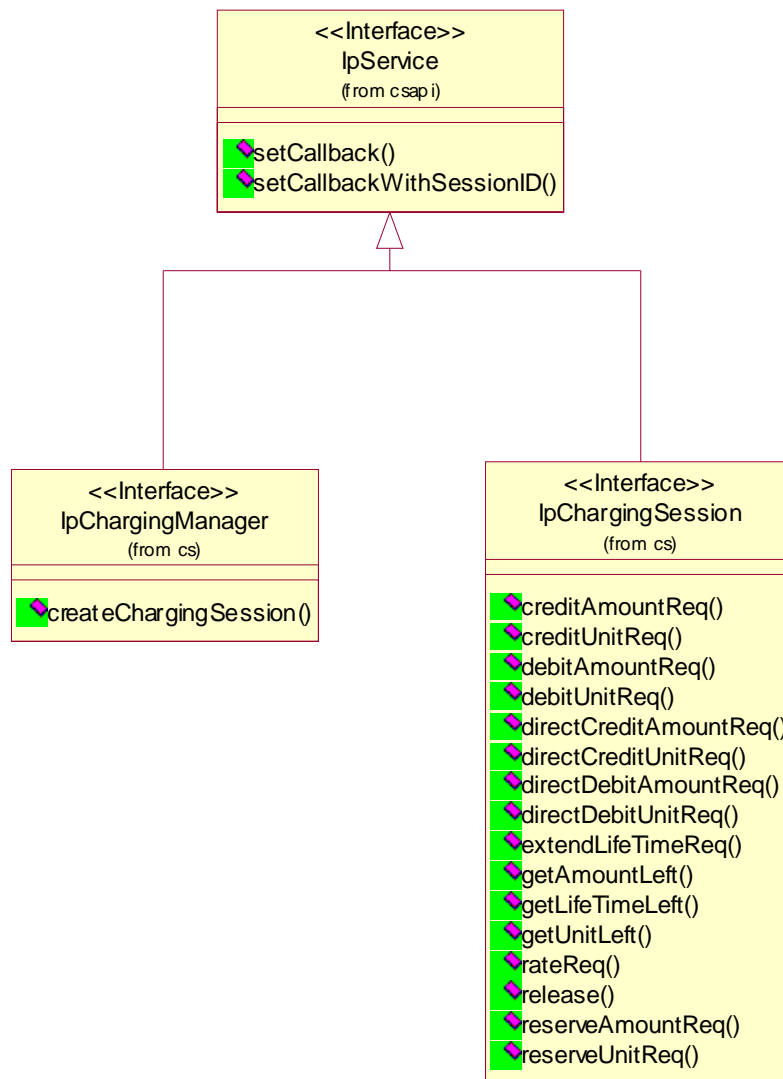 <<Interface>>
IpService
(from csapi)
setCallback()
setCallbackWithSessionID()
<<Interface>>
IpChargingManager
(from cs)
createChargingSession()
<<Interface>>
IpChargingSession
(from cs)
creditAmountReq()
creditUnitReq()
debitAmountReq()
debitUnitReq()
directCreditAmountReq()
directCreditUnitReq()
directDebitAmountReq()
directDebitUnitReq()
extendLifeTimeReq()
getAmountLeft()
getLifeTimeLeft()
getUnitLeft()
rateReq()
release()
reserveAmountReq()
reserveUnitReq()